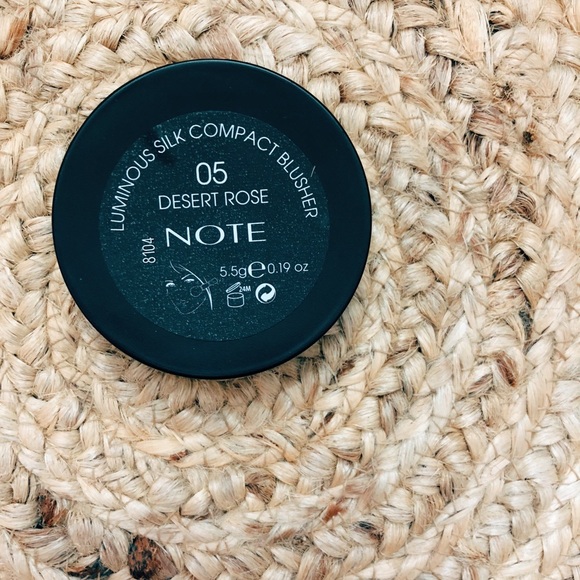 LUMINOUS SILK COMPACT BLUSHER
05
DESERT ROSE
NOTE
8104
5.5g℮0.19 oz
24M